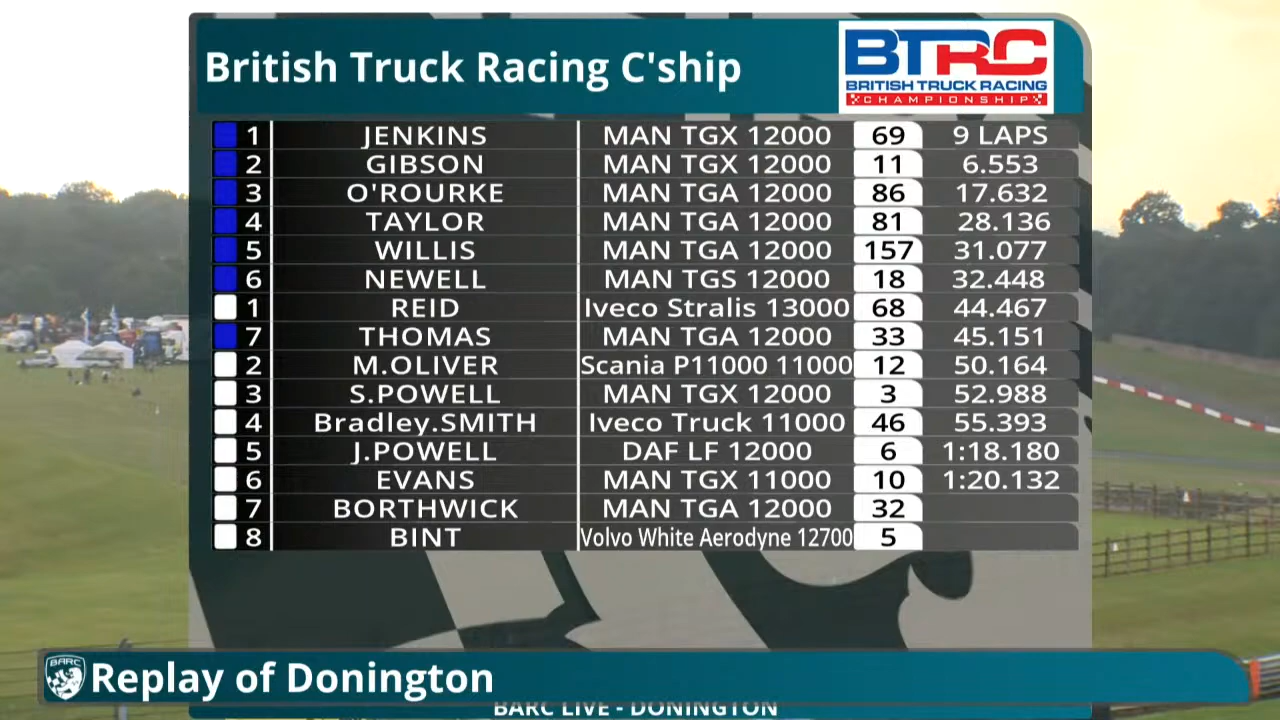 British Truck Racing C'ship
BTRC
BRITISH TRUCK RACING
CHAMPIONSHIP
1 JENKINS MAN TGX 12000 69 9 LAPS
2 GIBSON MAN TGX 12000 11 6.553
3 O'ROURKE MAN TGA 12000 86 17.632
4 TAYLOR MAN TGA 12000 81 28.136
5 WILLIS MAN TGA 12000 157 31.077
6 NEWELL MAN TGS 12000 18 32.448
1 REID Iveco Stralis 13000 68 44.467
7 THOMAS MAN TGA 12000 33 45.151
2 M.OLIVER Scania P11000 11000 12 50.164
3 S.POWELL MAN TGX 12000 3 52.988
4 Bradley.SMITH Iveco Truck 11000 46 55.393
5 J.POWELL DAF LF 12000 6 1:18.180
6 EVANS MAN TGX 11000 10 1:20.132
7 BORTHWICK MAN TGA 12000 32
8 BINT Volvo White Aerodyne 12700 5
BARC
Replay of Donington
BARC LIVE - DONINGTON